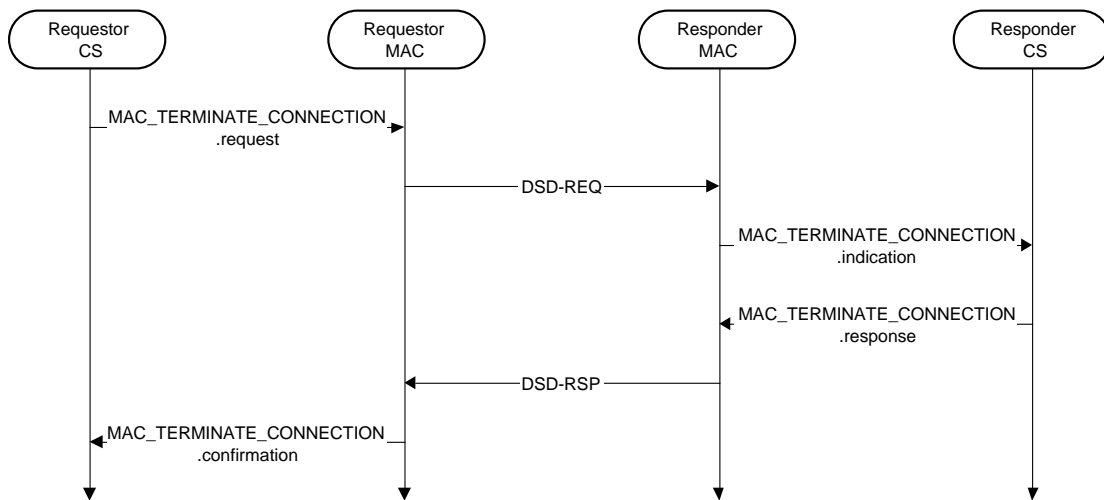 Requestor
CS
Requestor
MAC
Responder
MAC
Responder
CS
MAC_TERMINATE_CONNECTION
.request
DSD-REQ
MAC_TERMINATE_CONNECTION
.indication
MAC_TERMINATE_CONNECTION
.response
DSD-RSP
MAC_TERMINATE_CONNECTION
.confirmation